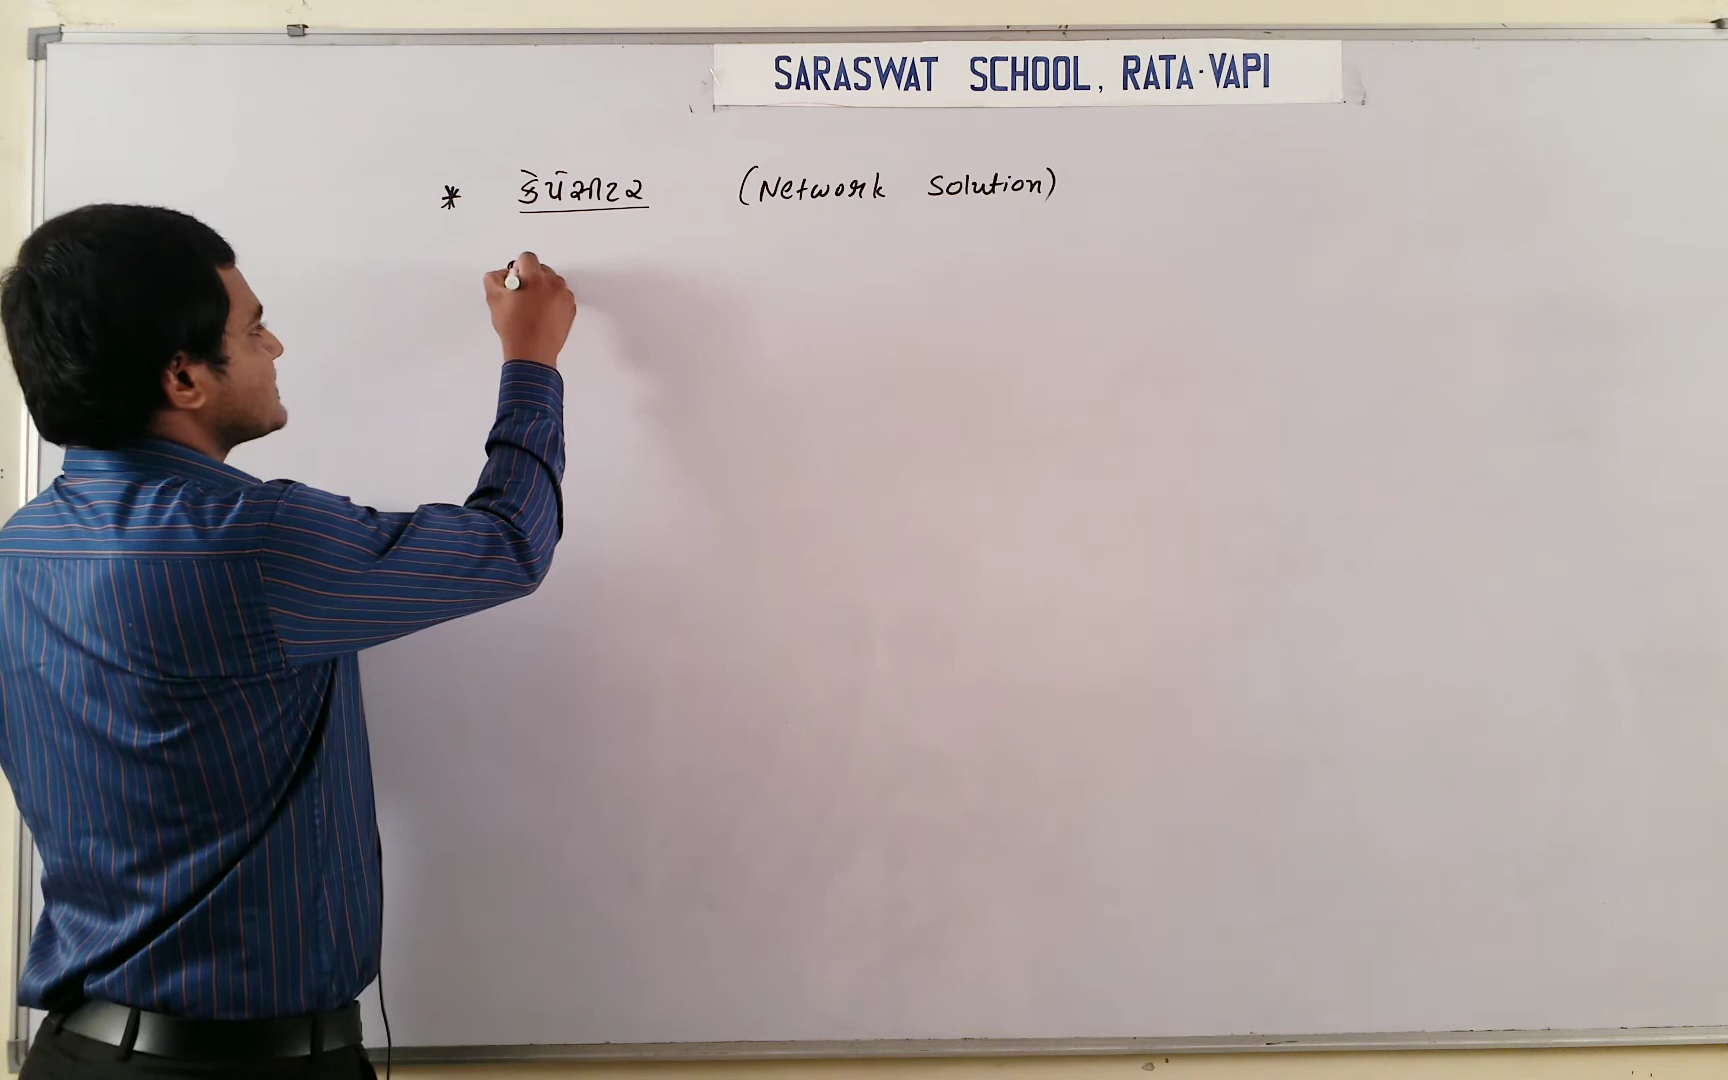 SARASWAT SCHOOL, RATA·VAPI
* કેપેસીટર (Network Solution)